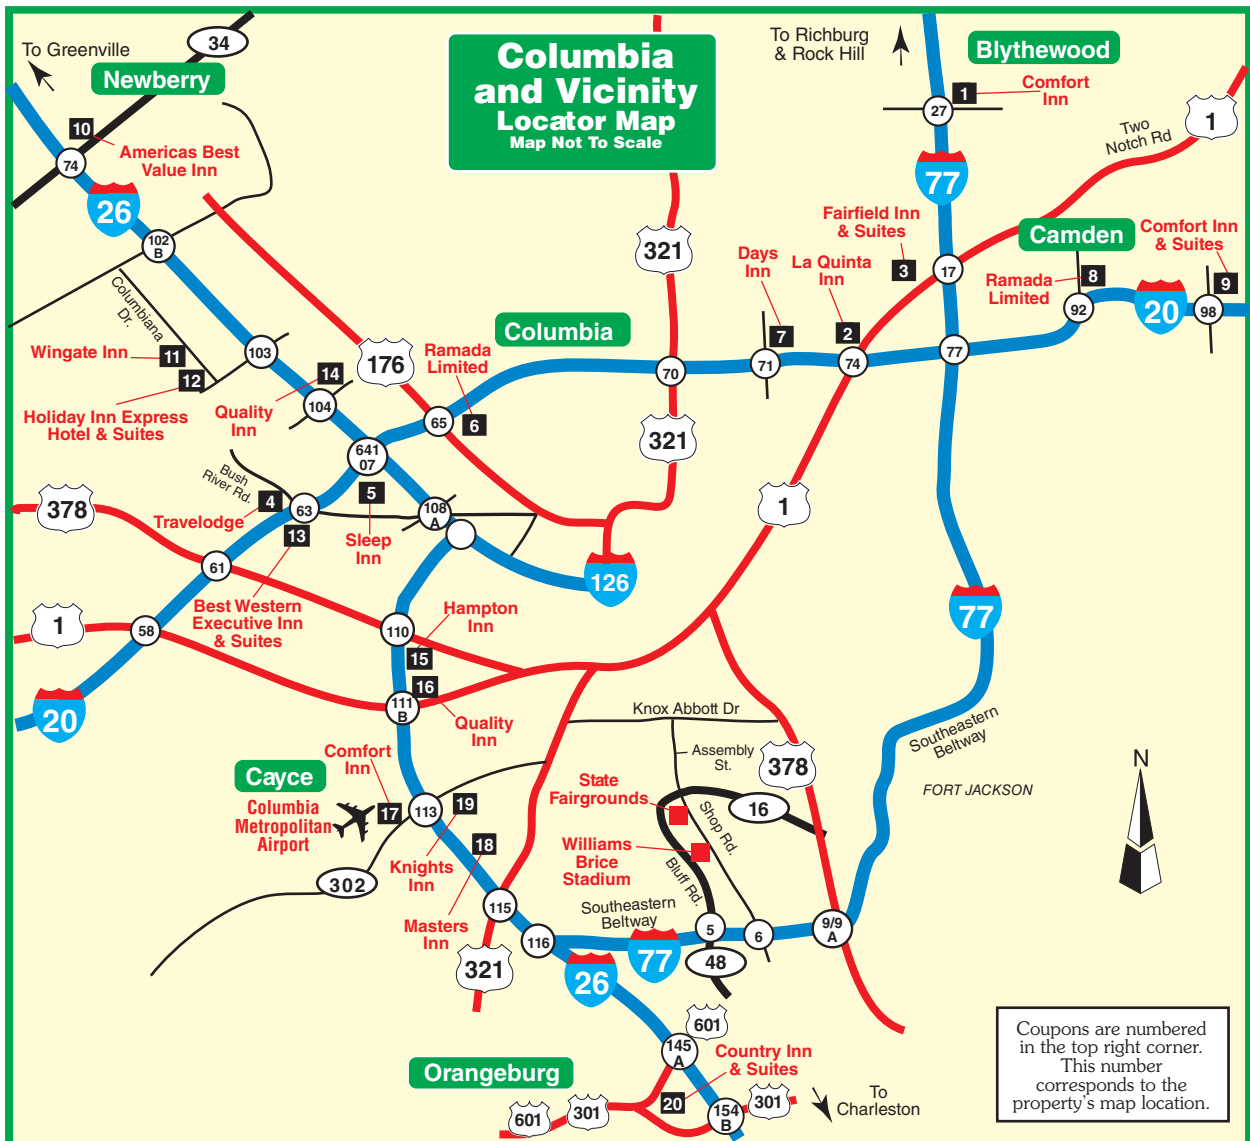 To Greenville
34
Newberry
10
Americas Best
Value Inn
74
26
102
B
Columbia
and Vicinity
Locator Map
Map Not To Scale
To Richburg
& Rock Hill
Blythewood
1
Comfort
Inn
27
77
Two
Notch Rd
1
321
Fairfield Inn
& Suites
3
17
Camden
Comfort Inn
& Suites
9
Days
Inn
La Quinta
Inn
Ramada
Limited
8
7
2
92
20
98
Columbiana
Dr.
Wingate Inn
11
12
Holiday Inn Express
Hotel & Suites
103
14
104
Quality
Inn
176
Columbia
Ramada
Limited
6
65
70
71
74
77
321
641
07
Bush
River Rd.
378
4
Travelodge
63
5
Sleep
Inn
108
A
13
1
61
126
Best Western
Executive Inn
& Suites
1
58
20
110
Hampton
Inn
15
16
111
B
Quality
Inn
77
Knox Abbott Dr
Assembly
St.
378
Southeastern
Beltway
FORT JACKSON
N
Cayce
Columbia
Metropolitan
Airport
Comfort
Inn
17
113
19
Knights
Inn
18
302
Masters
Inn
State
Fairgrounds
16
Shop Rd.
Williams
Brice
Stadium
Bluff Rd.
Southeastern
Beltway
115
116
321
77
5
6
9/9
A
48
26
601
145
A
Orangeburg
Country Inn
& Suites
20
601
301
154
B
301
To
Charleston
Coupons are numbered
in the top right corner.
This number
corresponds to the
property's map location.